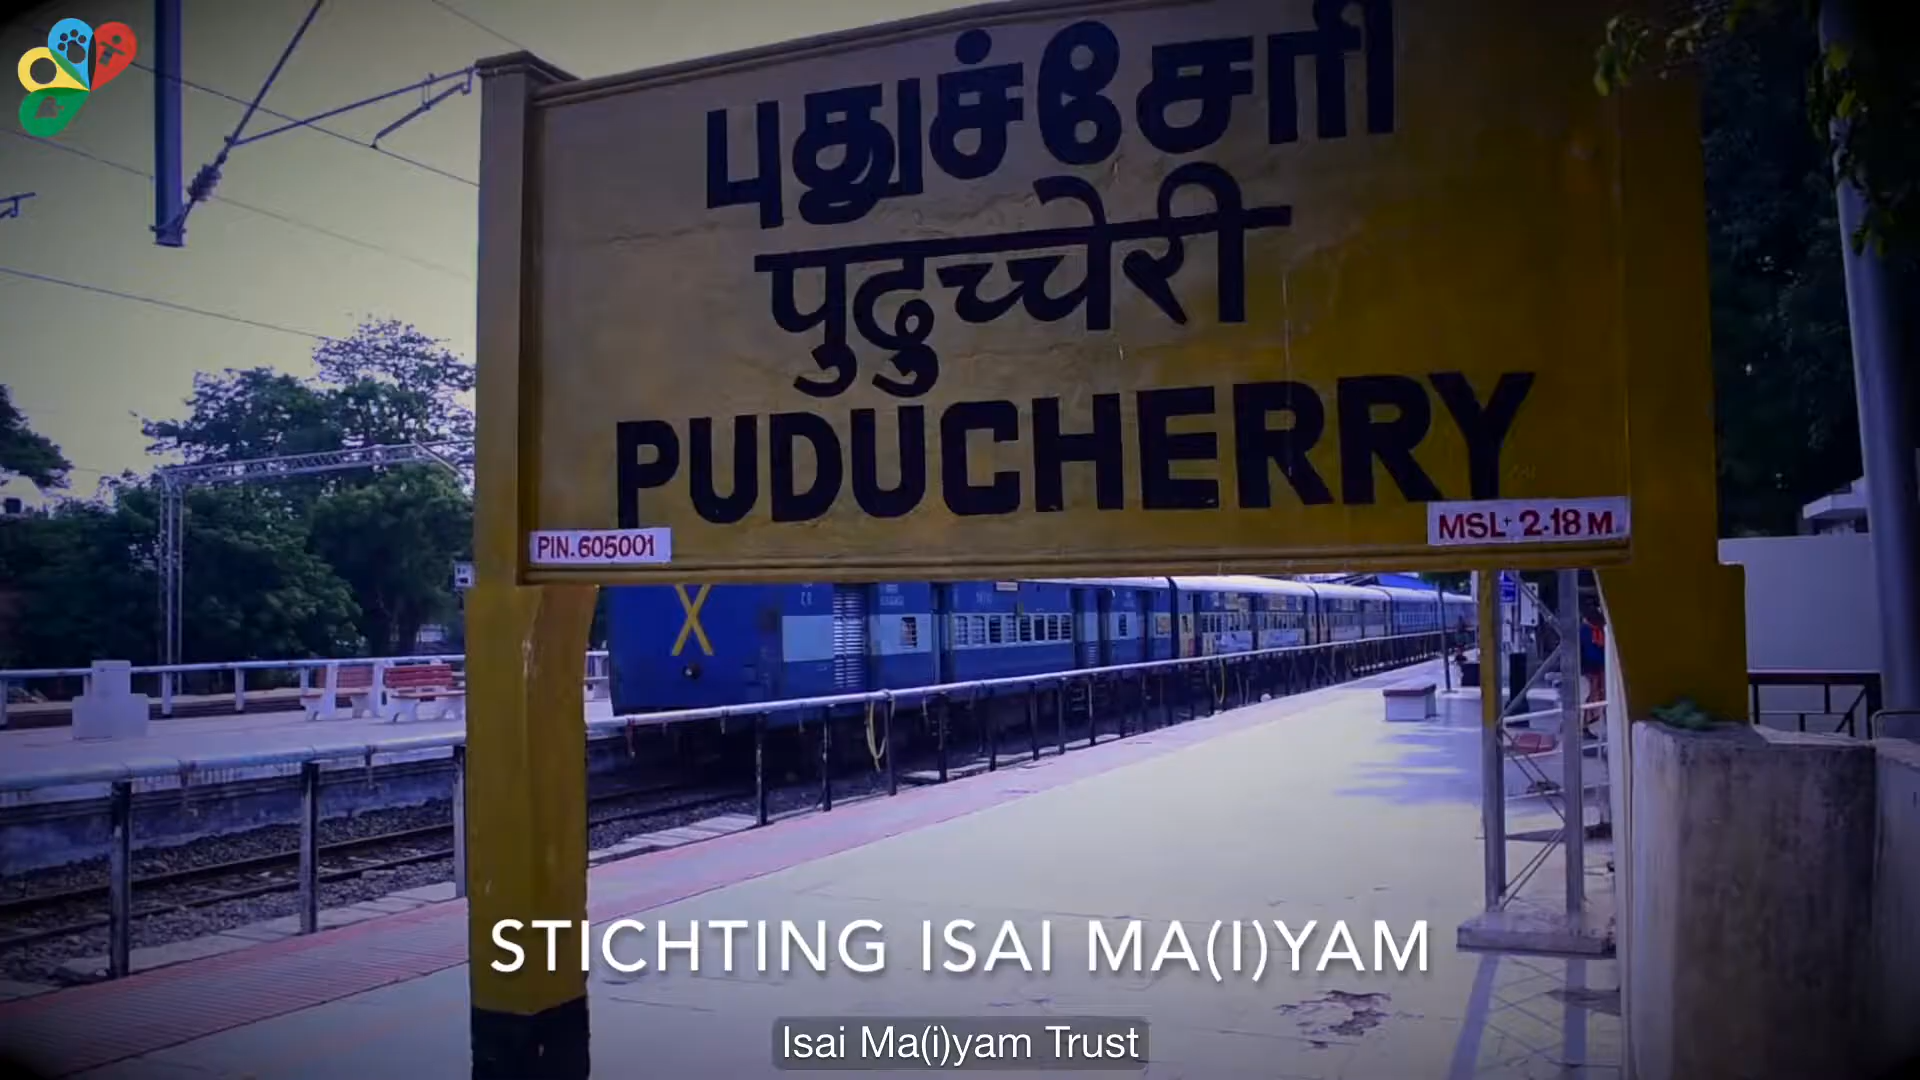 புதுச்சேரி
पुदुच्चेरी
PUDUCHERRY
PIN.605001
MSL+ 2.18 M.
STICHTING ISAI MA(I)YAM
Isai Ma(i)yam Trust